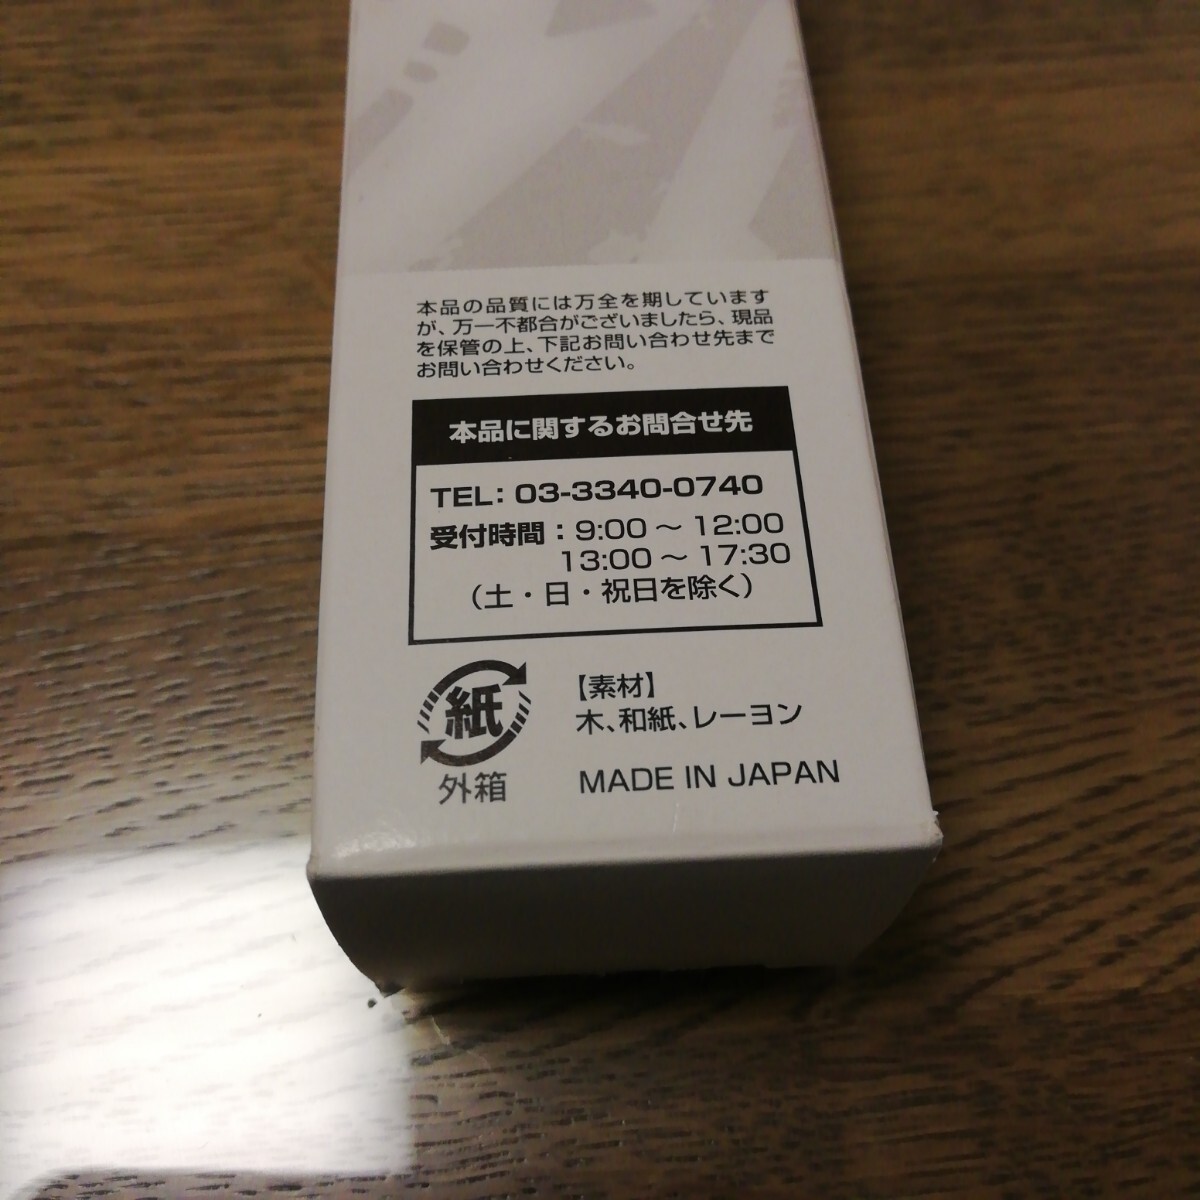 本品の品質には万全を期しています
が、万一不都合がございましたら、現品
を保管の上、下記お問い合わせ先まで
お問い合わせください。
本品に関するお問合せ先
TEL: 03-3340-0740
受付時間：9:00 〜 12:00
13:00 〜 17:30
（土・日・祝日を除く）
紙
外箱
【素材】
木、和紙、レーヨン
MADE IN JAPAN